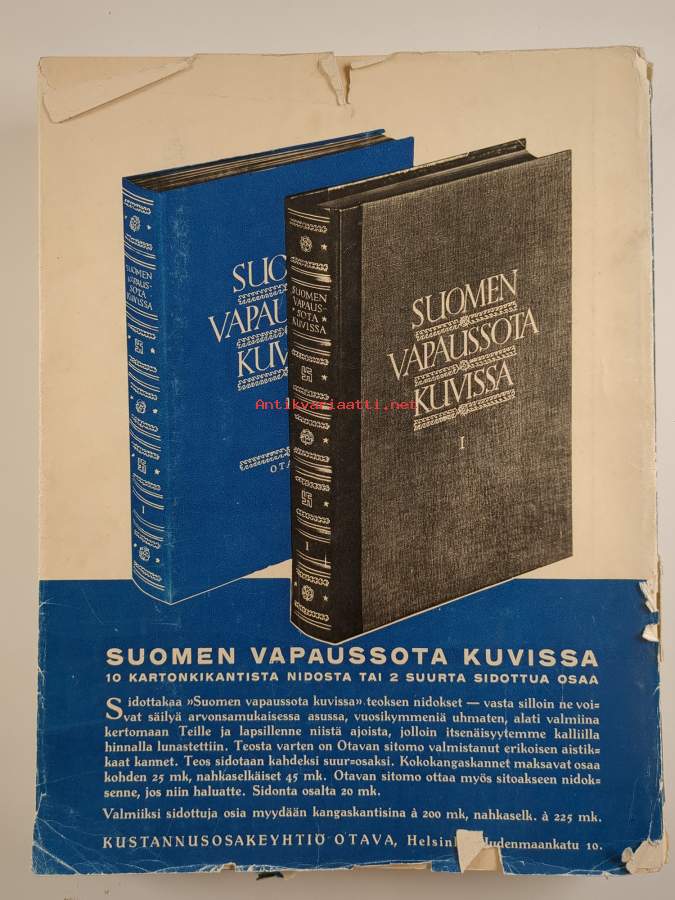 SUOMEN
VAPAUS-
SOTA
KUVISSA
I
SUOMEN
VAPAUS-
SOTA
KUVISSA
I
SUOMEN
VAPAUSSOTA
KUVISSA
I
Antikvariaatti.net
SUOMEN VAPAUSSOTA KUVISSA
10 KARTONKIKANTISTA NIDOSTA TAI 2 SUURTA SIDOTTUA OSAA
Sidottakaa »Suomen vapaussota kuvissa» teoksen nidokset — vasta silloin ne voi-
vat säilyä arvonsamukaisessa asussa, vuosikymmeniä uhmaten, alati valmiina
kertomaan Teille ja lapsillenne niistä ajoista, jolloin itsenäisyytemme kalliilla
hinnalla lunastettiin. Teosta varten on Otavan sitomo valmistanut erikoisen aistik-
kaat kannet. Teos sidotaan kahdeksi suur-osaksi. Kokokangaskannet maksavat osaa
kohden 25 mk, nahkaselkäiset 45 mk. Otavan sitomo ottaa myös sitoakseen nidok-
senne, jos niin haluatte. Sidonta osalta 20 mk.
Valmiiksi sidottuja osia myydään kangaskantisina à 200 mk, nahkaselk. à 225 mk.
KUSTANNUSOSAKEYHTIÖ OTAVA, 10.